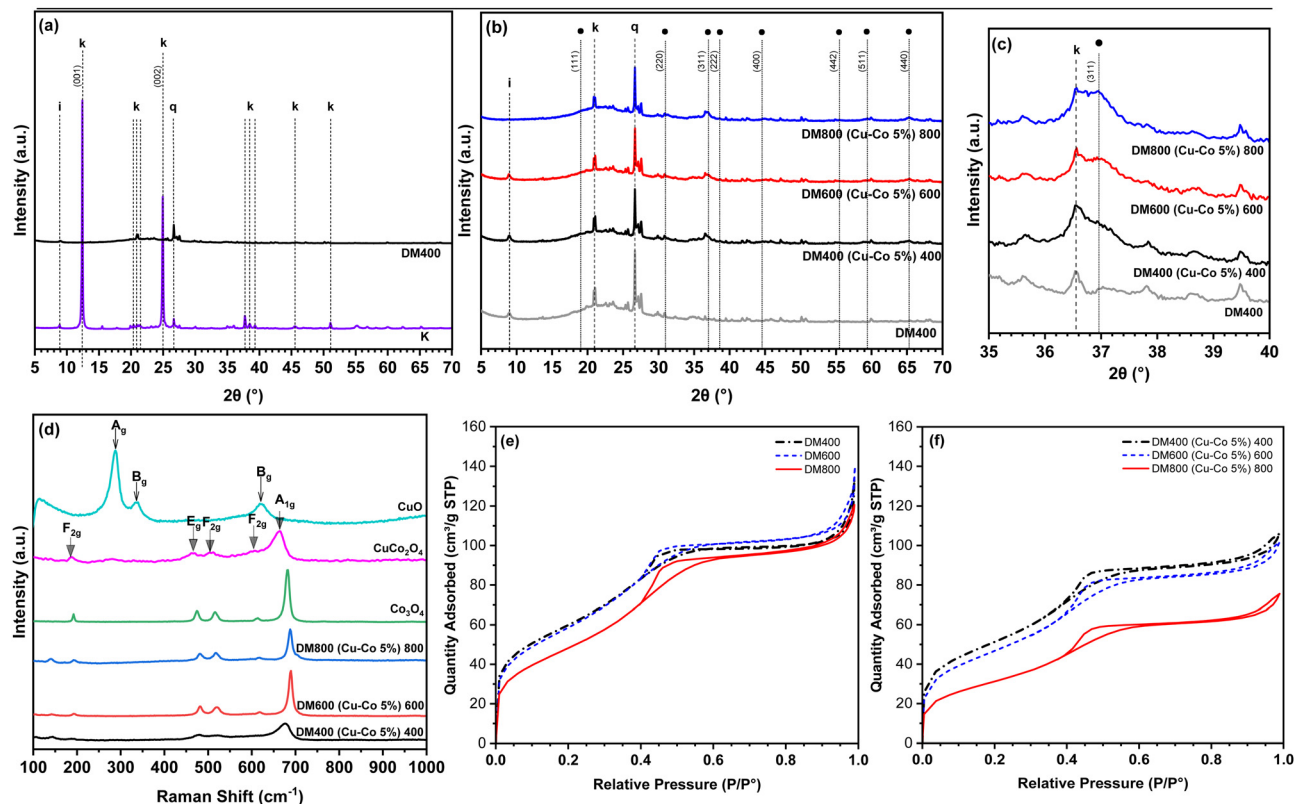 (a)
k
k
(001)
(002)
i
k
q
k
k
k
DM400
K
Intensity (a.u.)
5 10 15 20 25 30 35 40 45 50 55 60 65 70
2θ (°)
(b)
k
q
i
(111)
(220)
(311)
(222)
(400)
(442)
(511)
(440)
DM800 (Cu-Co 5%) 800
DM600 (Cu-Co 5%) 600
DM400 (Cu-Co 5%) 400
DM400
Intensity (a.u.)
5 10 15 20 25 30 35 40 45 50 55 60 65 70
2θ (°)
(c)
k
(311)
DM800 (Cu-Co 5%) 800
DM600 (Cu-Co 5%) 600
DM400 (Cu-Co 5%) 400
DM400
Intensity (a.u.)
35 36 37 38 39 40
2θ (°)
(d)
Ag
Bg
Bg
CuO
F2g
Eg
F2g
F2g
A1g
CuCo2O4
Co3O4
DM800 (Cu-Co 5%) 800
DM600 (Cu-Co 5%) 600
DM400 (Cu-Co 5%) 400
Intensity (a.u.)
100 200 300 400 500 600 700 800 900 1000
Raman Shift (cm-1)
(e)
DM400
DM600
DM800
Quantity Adsorbed (cm³/g STP)
160
140
120
100
80
60
40
20
0
0.0 0.2 0.4 0.6 0.8 1.0
Relative Pressure (P/P°)
(f)
DM400 (Cu-Co 5%) 400
DM600 (Cu-Co 5%) 600
DM800 (Cu-Co 5%) 800
Quantity Adsorbed (cm³/g STP)
160
140
120
100
80
60
40
20
0
0.0 0.2 0.4 0.6 0.8 1.0
Relative Pressure (P/P°)